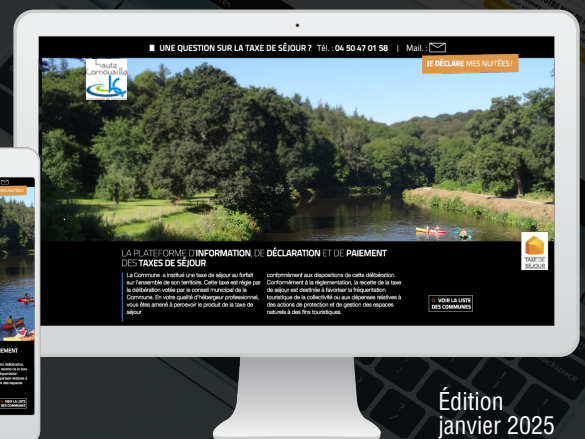 UNE QUESTION SUR LA TAXE DE SÉJOUR ? Tél. : 04 50 47 01 58 | Mail. :
haute
Cornouaille
JE DÉCLARE MES NUITÉES !
LA PLATEFORME D'INFORMATION, DE DÉCLARATION ET DE PAIEMENT
DES TAXES DE SÉJOUR
La Commune a institué une taxe de séjour au forfait
sur l'ensemble de son territoire. Cette taxe est régie par
la délibération votée par le conseil municipal de la
Commune. En votre qualité d'hébergeur professionnel,
vous êtes amené à percevoir le produit de la taxe de
séjour
conformément aux dispositions de cette délibération.
Conformément à la réglementation, la recette de la taxe
de séjour est destinée à favoriser la fréquentation
touristique de la collectivité ou aux dépenses relatives à
des actions de protection et de gestion des espaces
naturels à des fins touristiques.
TAXE DE
SÉJOUR
VOIR LA LISTE
DES COMMUNES
EMENT
VOIR LA LISTE
DES COMMUNES
Édition
janvier 2025